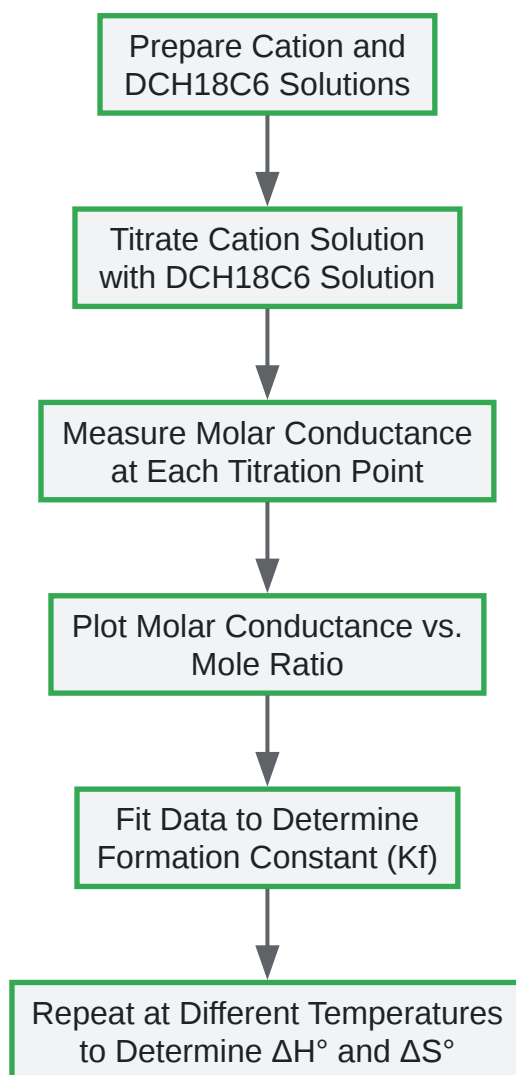 Prepare Cation and
DCH18C6 Solutions
Titrate Cation Solution
with DCH18C6 Solution
Measure Molar Conductance
at Each Titration Point
Plot Molar Conductance vs.
Mole Ratio
Fit Data to Determine
Formation Constant (Kf)
Repeat at Different Temperatures
to Determine ΔH° and ΔS°